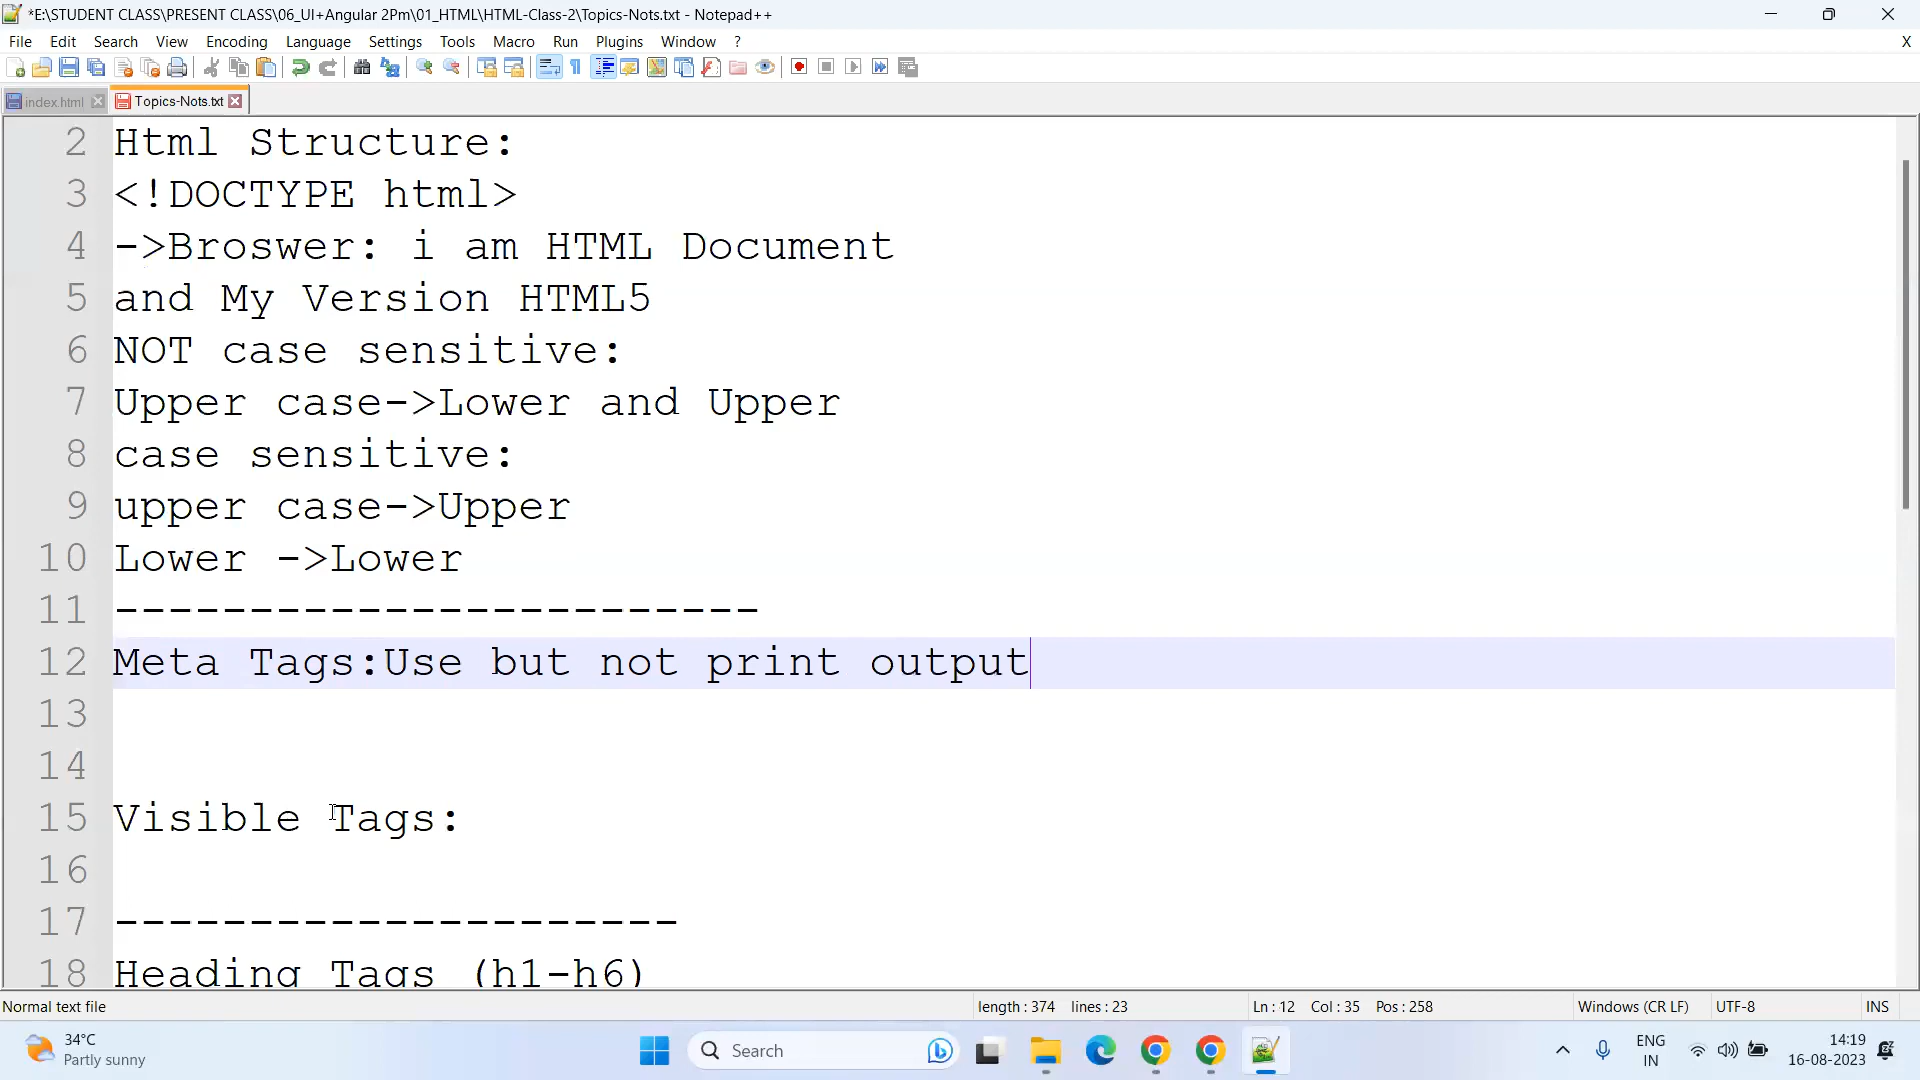 *E:\STUDENT CLASS\PRESENT CLASS\06_UI+Angular 2Pm\01_HTML\HTML-Class-2\Topics-Nots.txt - Notepad++
File Edit Search View Encoding Language Settings Tools Macro Run Plugins Window ? X
index.html Topics-Nots.txt
2 Html Structure:
3 <!DOCTYPE html>
4 ->Broswer: i am HTML Document
5 and My Version HTML5
6 NOT case sensitive:
7 Upper case->Lower and Upper
8 case sensitive:
9 upper case->Upper
10 Lower ->Lower
11 ------------------------
12 Meta Tags:Use but not print output
13
14
15 Visible Tags:
16
17 ---------------------
18 Heading Tags (h1-h6)
Normal text file length : 374 lines : 23 Ln : 12 Col : 35 Pos : 258 Windows (CR LF) UTF-8 INS
34°C
Partly sunny
Search
ENG
IN
14:19
16-08-2023